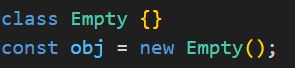 class Empty {}
const obj = new Empty();